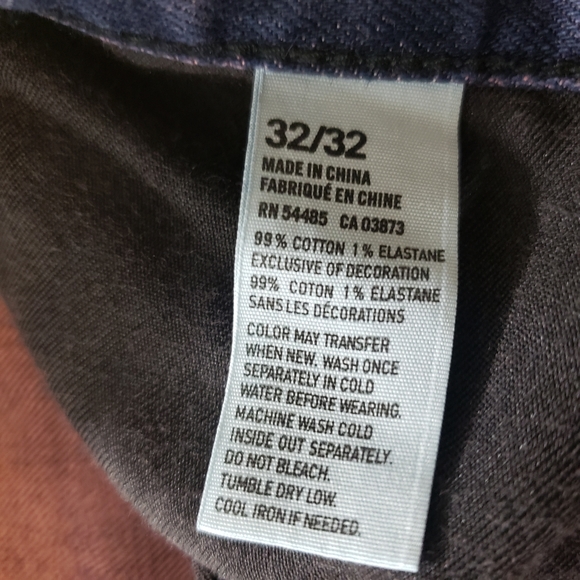 32/32
MADE IN CHINA
FABRIQUÉ EN CHINE
RN 54485 CA 03873
99% COTTON 1% ELASTANE
EXCLUSIVE OF DECORATION
99% COTON 1% ELASTANE
SANS LES DÉCORATIONS
COLOR MAY TRANSFER
WHEN NEW. WASH ONCE
SEPARATELY IN COLD
WATER BEFORE WEARING.
MACHINE WASH COLD
INSIDE OUT SEPARATELY.
DO NOT BLEACH.
TUMBLE DRY LOW.
COOL IRON IF NEEDED.